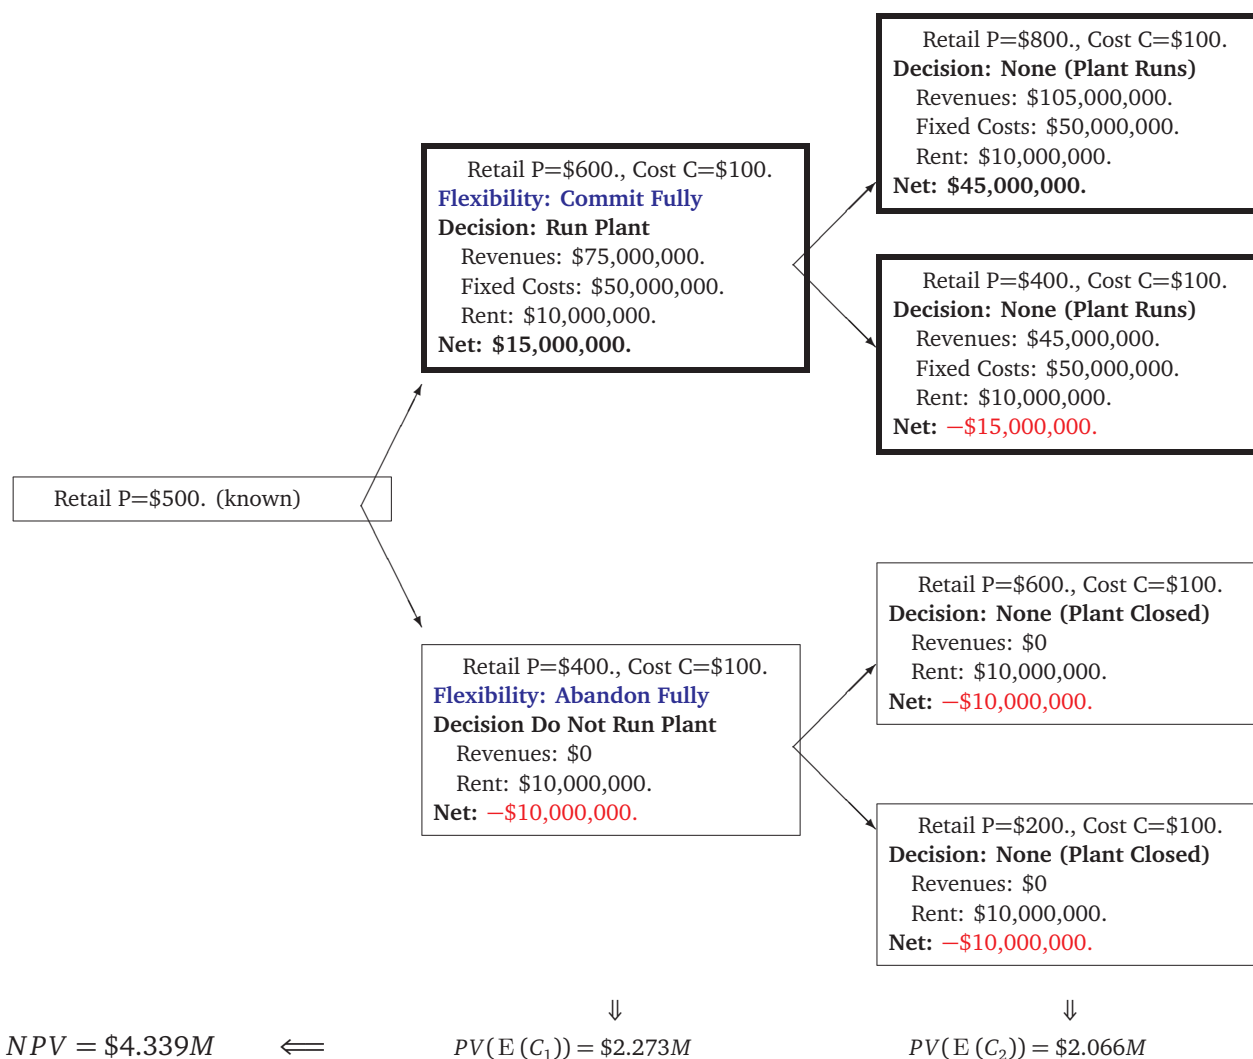 Retail P=$800., Cost C=$100.
Decision: None (Plant Runs)
Revenues: $105,000,000.
Fixed Costs: $50,000,000.
Rent: $10,000,000.
Net: $45,000,000.
Retail P=$600., Cost C=$100.
Flexibility: Commit Fully
Decision: Run Plant
Revenues: $75,000,000.
Fixed Costs: $50,000,000.
Rent: $10,000,000.
Net: $15,000,000.
Retail P=$400., Cost C=$100.
Decision: None (Plant Runs)
Revenues: $45,000,000.
Fixed Costs: $50,000,000.
Rent: $10,000,000.
Net: −$15,000,000.
Retail P=$500. (known)
Retail P=$600., Cost C=$100.
Decision: None (Plant Closed)
Revenues: $0
Rent: $10,000,000.
Net: −$10,000,000.
Retail P=$400., Cost C=$100.
Flexibility: Abandon Fully
Decision Do Not Run Plant
Revenues: $0
Rent: $10,000,000.
Net: −$10,000,000.
Retail P=$200., Cost C=$100.
Decision: None (Plant Closed)
Revenues: $0
Rent: $10,000,000.
Net: −$10,000,000.
⇓ ⇓
NPV = $4.339M ⇐ PV(E(C₁)) = $2.273M PV(E(C₂)) = $2.066M